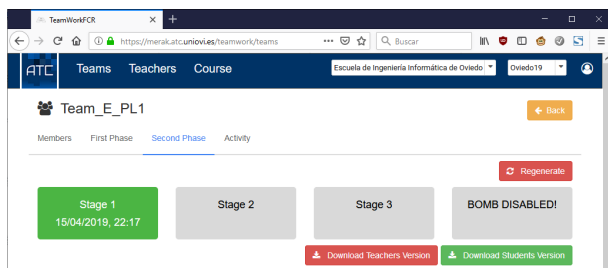 TeamWorkFCR
https://merak.atc.uniovi.es/teamwork/teams
Buscar
ATC Teams Teachers Course Escuela de Ingeniería Informática de Oviedo Oviedo19
Team_E_PL1
Back
Members First Phase Second Phase Activity
Regenerate
Stage 1 Stage 2 Stage 3 BOMB DISABLED!
15/04/2019, 22:17
Download Teachers Version Download Students Version